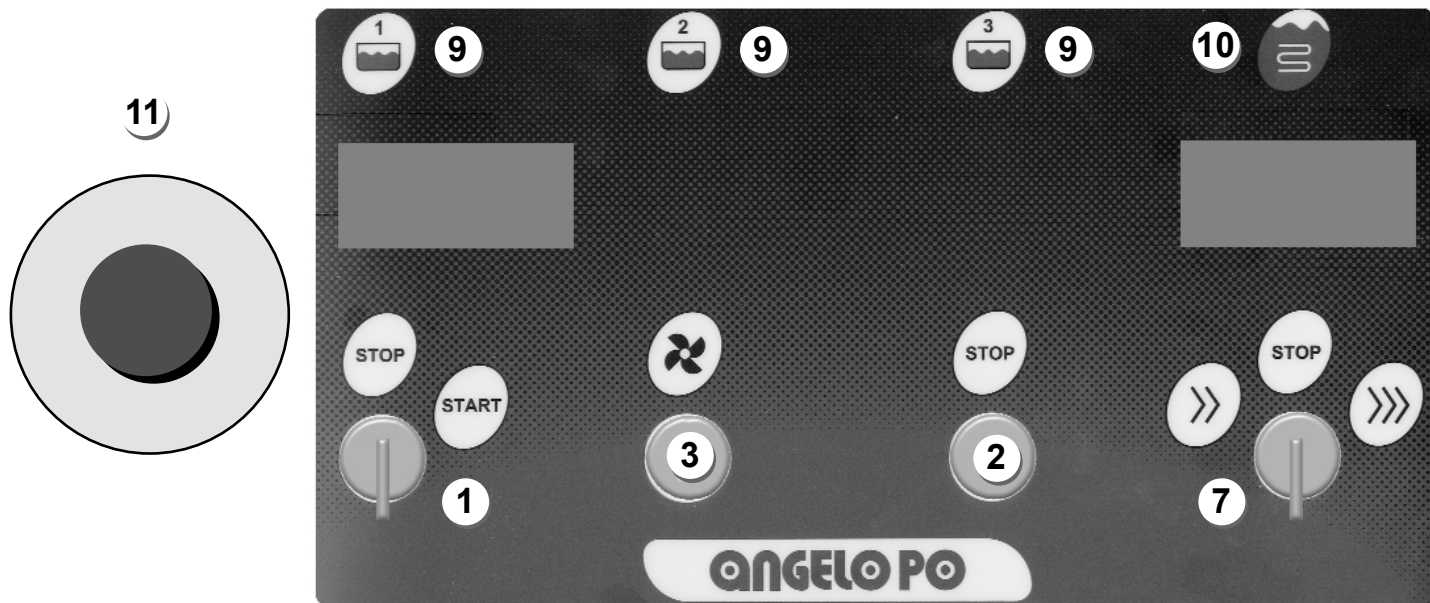 1 9 2 9 3 9 10
11
STOP STOP STOP
START
3 2
1 7
ANGELO PO